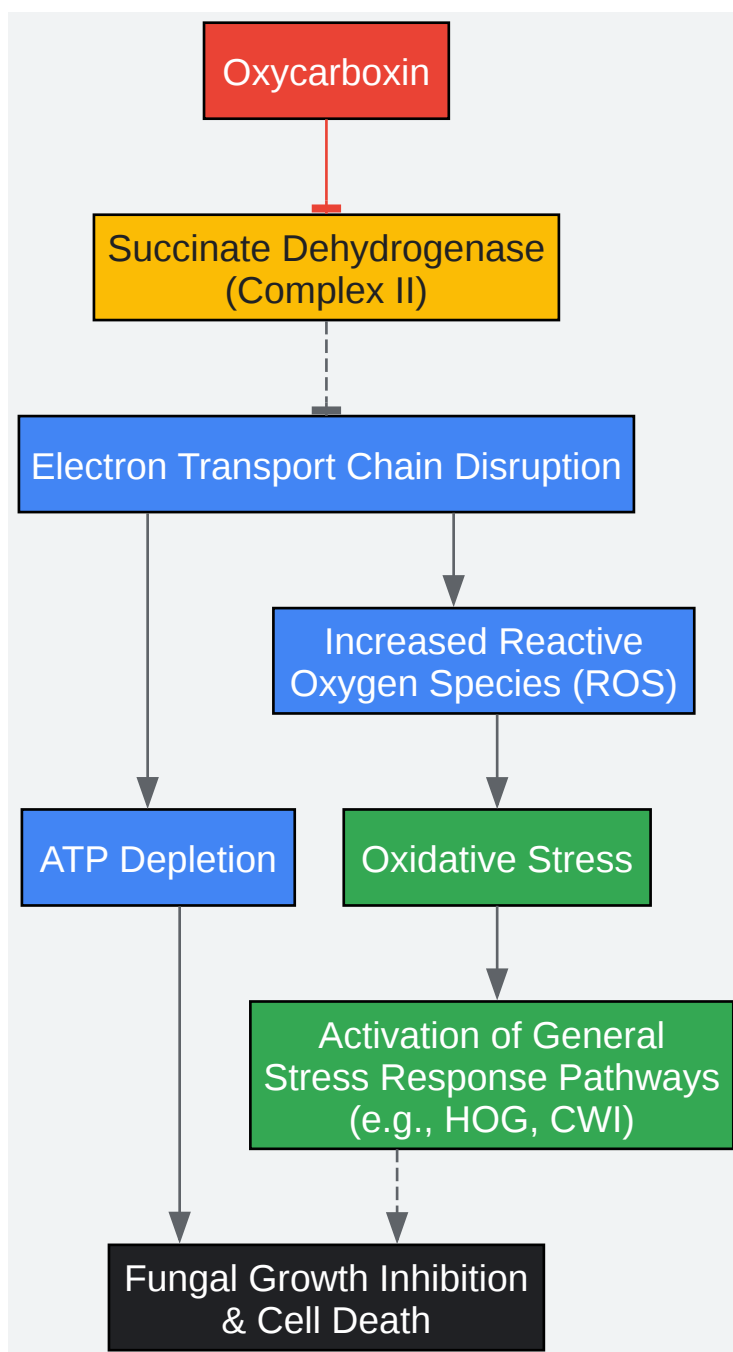 Oxycarboxin
Succinate Dehydrogenase
(Complex II)
Electron Transport Chain Disruption
Increased Reactive
Oxygen Species (ROS)
ATP Depletion
Oxidative Stress
Activation of General
Stress Response Pathways
(e.g., HOG, CWI)
Fungal Growth Inhibition
& Cell Death